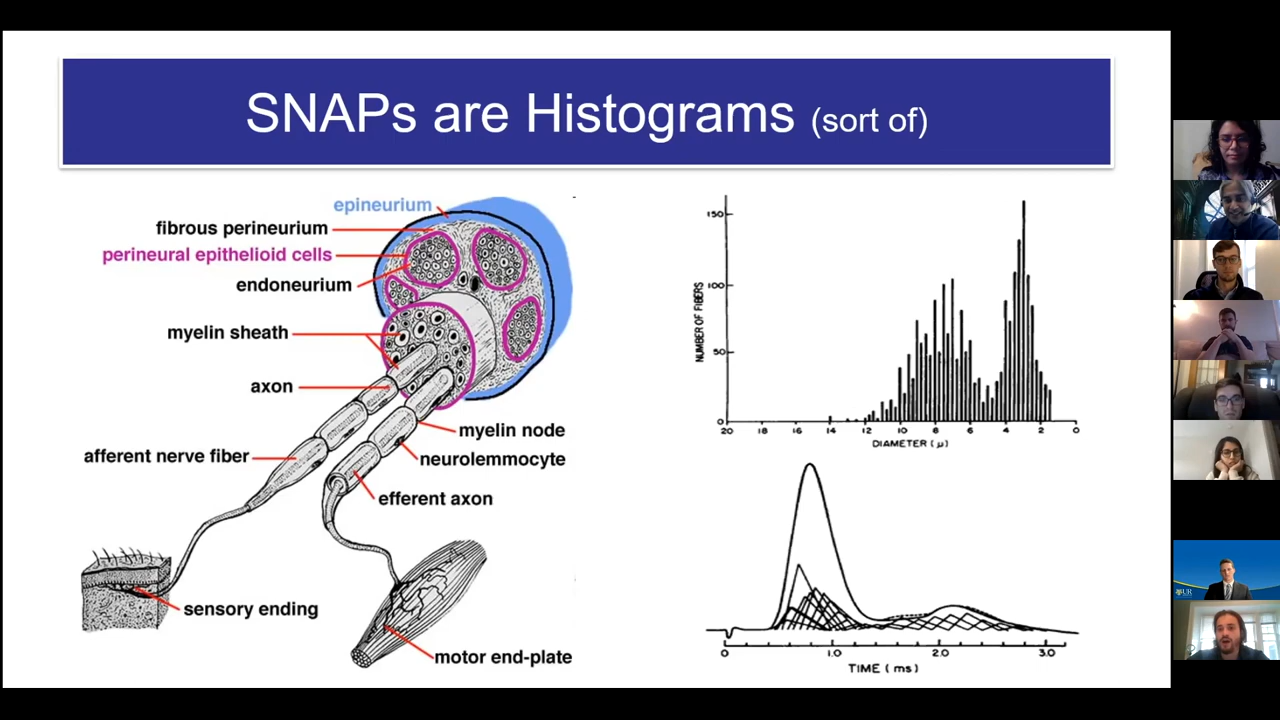 SNAPs are Histograms (sort of)
epineurium
fibrous perineurium
perineural epithelioid cells
endoneurium
myelin sheath
axon
myelin node
afferent nerve fiber
neurolemmocyte
efferent axon
sensory ending
motor end-plate
NUMBER OF FIBERS
150
100
50
0
20 18 16 14 12 10 8 6 4 2 0
DIAMETER (μ)
0 1.0 2.0 3.0
TIME (ms)
UR